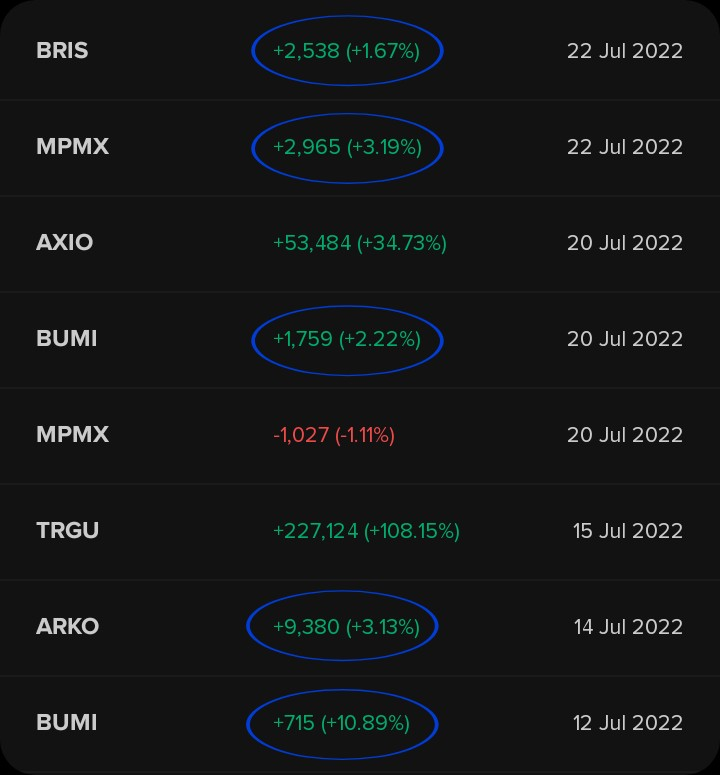 BRIS +2,538 (+1.67%) 22 Jul 2022
MPMX +2,965 (+3.19%) 22 Jul 2022
AXIO +53,484 (+34.73%) 20 Jul 2022
BUMI +1,759 (+2.22%) 20 Jul 2022
MPMX -1,027 (-1.11%) 20 Jul 2022
TRGU +227,124 (+108.15%) 15 Jul 2022
ARKO +9,380 (+3.13%) 14 Jul 2022
BUMI +715 (+10.89%) 12 Jul 2022